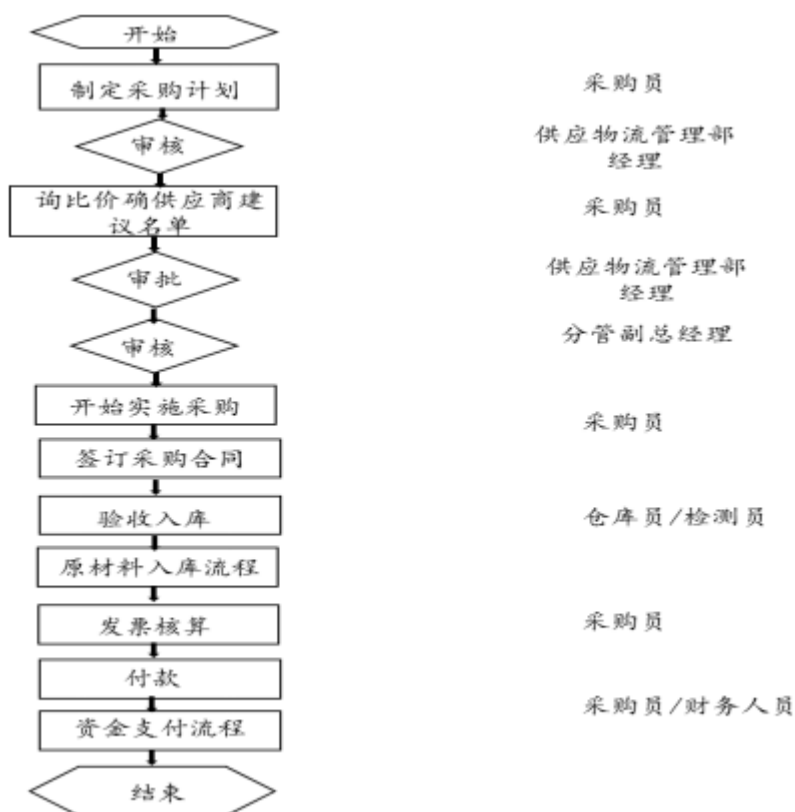 开始
制定采购计划
采购员
审核
供应物流管理部
经理
询比价确供应商建
议名单
采购员
审批
供应物流管理部
经理
审核
分管副总经理
开始实施采购
采购员
签订采购合同
验收入库
仓库员/检测员
原材料入库流程
发票核算
采购员
付款
采购员/财务人员
资金支付流程
结束